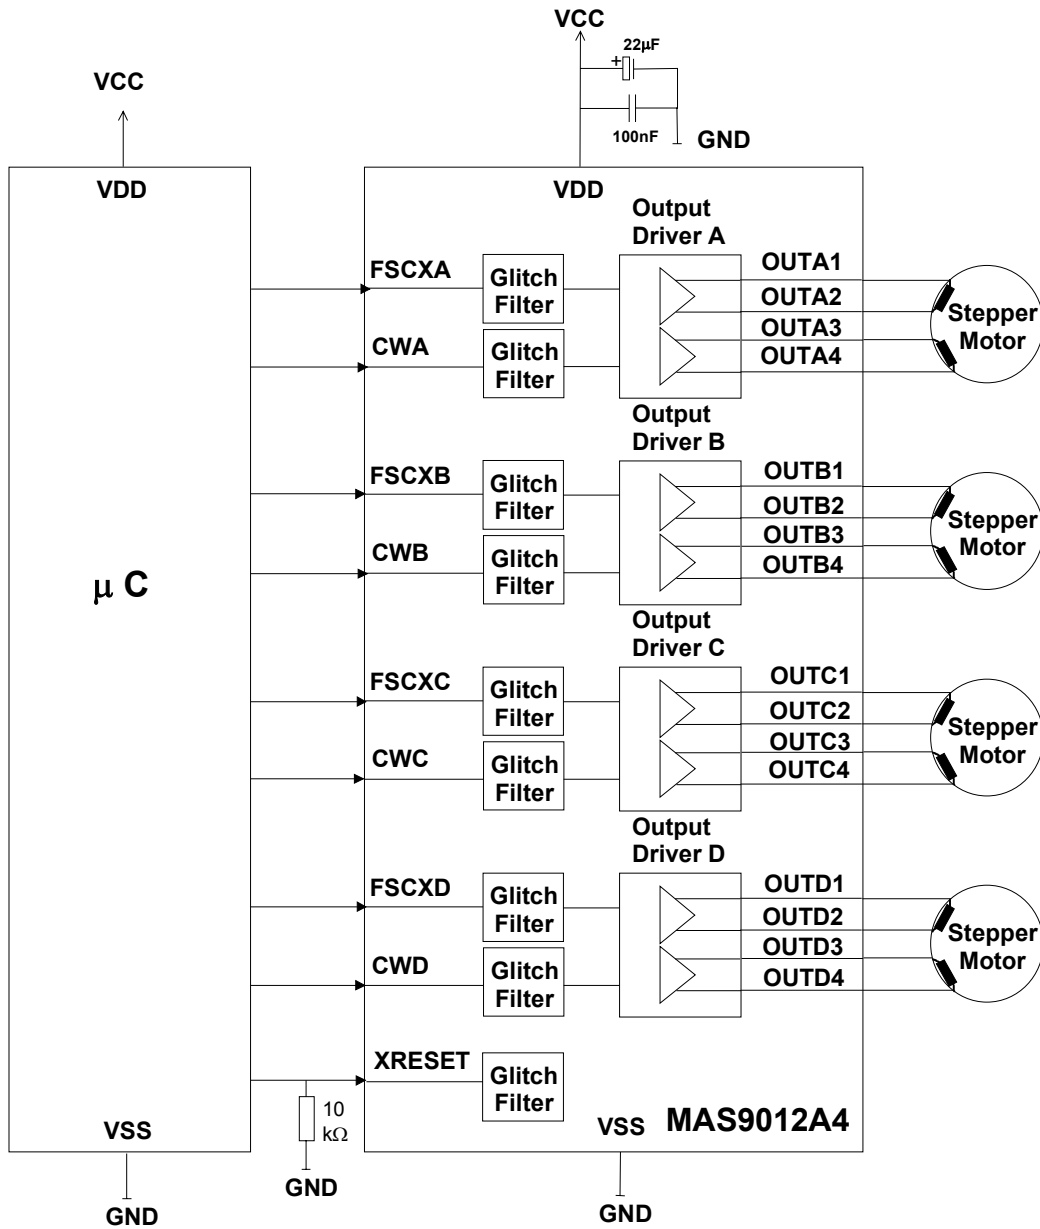 VCC
22μF
+
VCC
100nF
GND
VDD
VDD
Output
Driver A
FSCXA
Glitch
Filter
OUTA1
OUTA2
OUTA3
OUTA4
Stepper
Motor
CWA
Glitch
Filter
Output
Driver B
FSCXB
Glitch
Filter
OUTB1
OUTB2
OUTB3
OUTB4
Stepper
Motor
CWB
Glitch
Filter
μ C
Output
Driver C
FSCXC
Glitch
Filter
OUTC1
OUTC2
OUTC3
OUTC4
Stepper
Motor
CWC
Glitch
Filter
Output
Driver D
FSCXD
Glitch
Filter
OUTD1
OUTD2
OUTD3
OUTD4
Stepper
Motor
CWD
Glitch
Filter
XRESET
Glitch
Filter
10
kΩ
VSS
VSS
MAS9012A4
GND
GND
GND